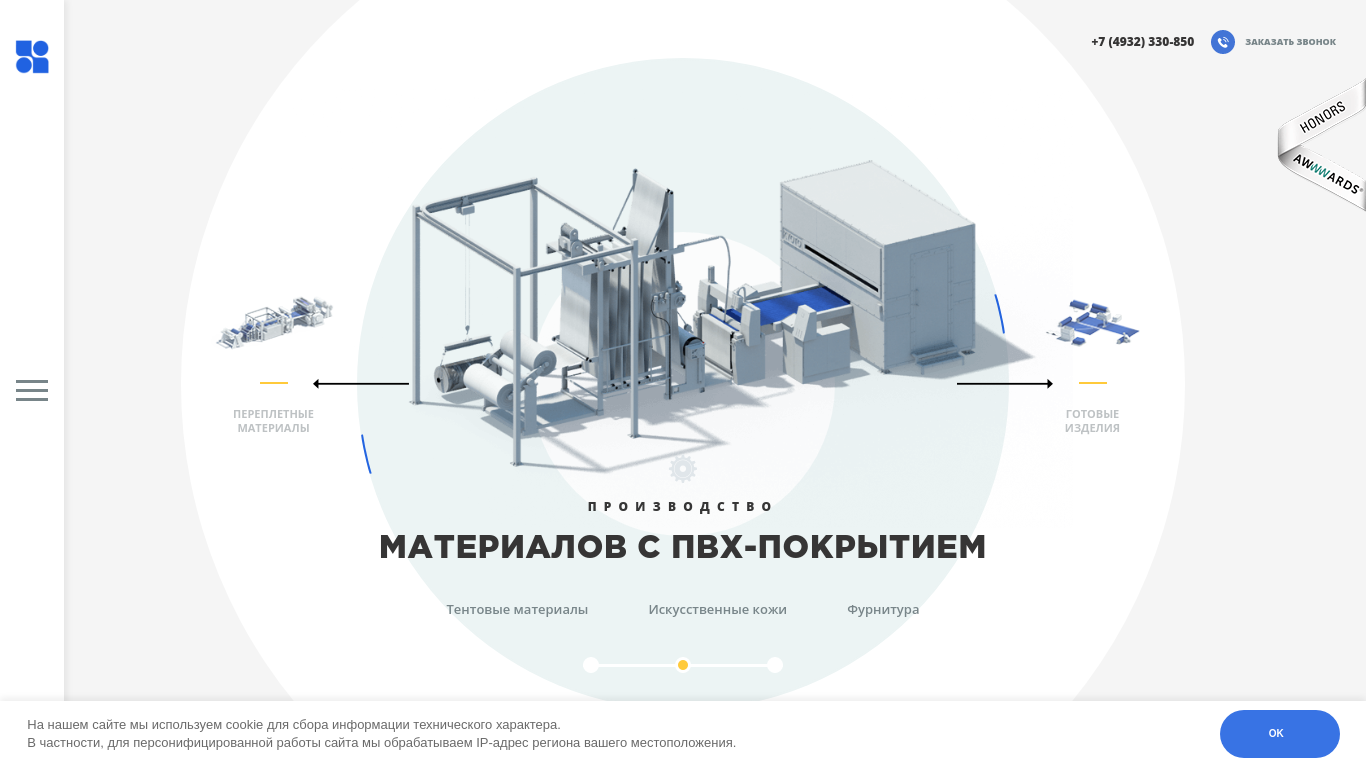 +7 (4932) 330-850
ЗАКАЗАТЬ ЗВОНОК
HONORS
AWWWARDS
ПЕРЕПЛЕТНЫЕ
МАТЕРИАЛЫ
ГОТОВЫЕ
ИЗДЕЛИЯ
ПРОИЗВОДСТВО
МАТЕРИАЛОВ С ПВХ-ПОКРЫТИЕМ
Тентовые материалы
Искусственные кожи
Фурнитура
На нашем сайте мы используем cookie для сбора информации технического характера.
В частности, для персонифицированной работы сайта мы обрабатываем IP-адрес региона вашего местоположения.
OK